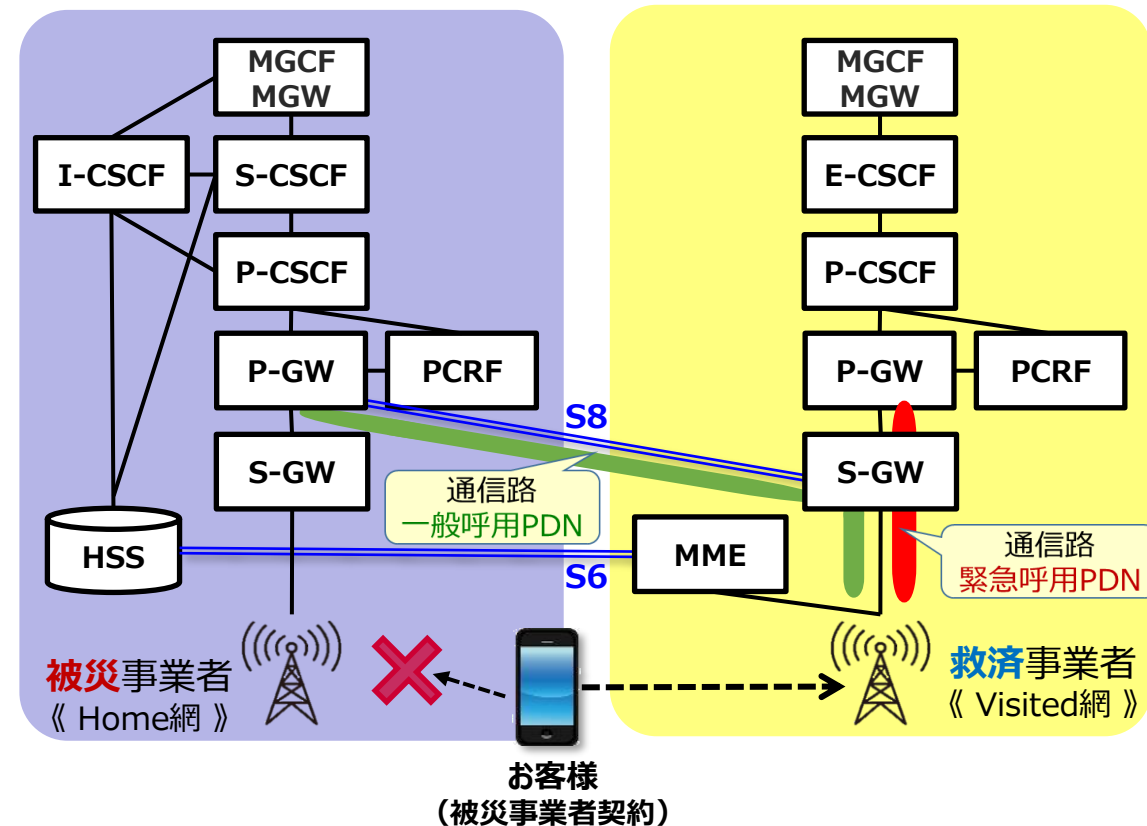 MGCF
MGW
I-CSCF
S-CSCF
P-CSCF
P-GW
PCRF
S-GW
HSS
被災事業者
《 Home網 》
S8
通信路
一般呼用PDN
S6
お客様
（被災事業者契約）
MGCF
MGW
E-CSCF
P-CSCF
P-GW
PCRF
S-GW
MME
通信路
緊急呼用PDN
救済事業者
《 Visited網 》